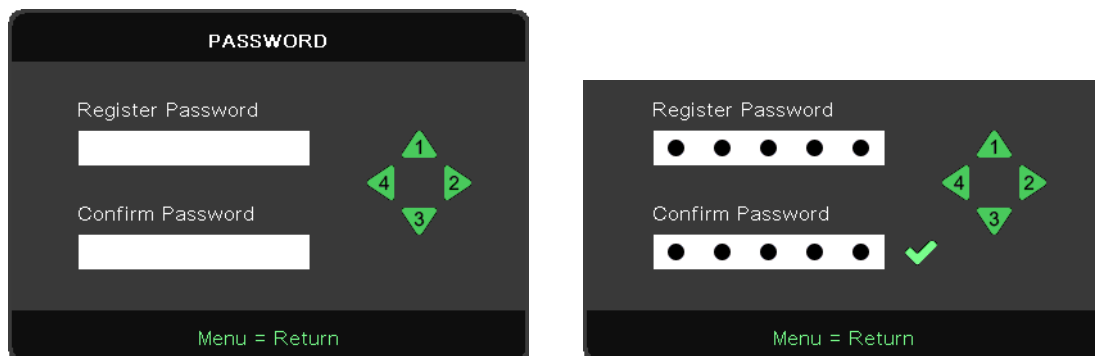 PASSWORD
Register Password
1
4
2
Confirm Password
3
Menu = Return
Register Password
1
4
2
Confirm Password
3
Menu = Return